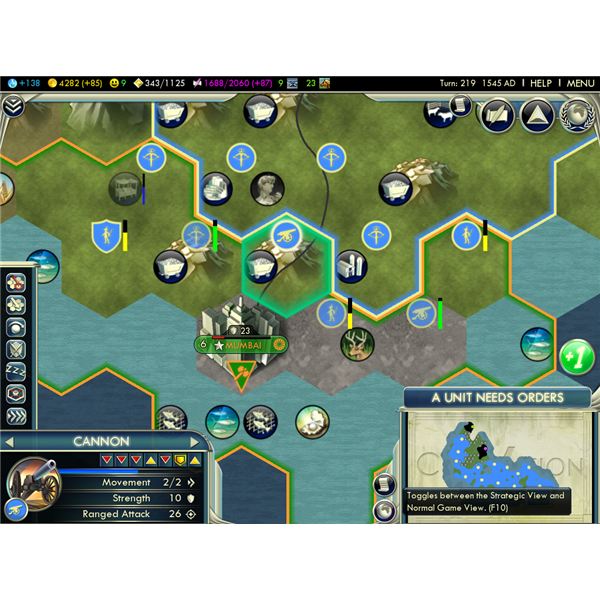 +138 4282 (+85) 9 343/1125 1688/2060 (+87) 9 23 Turn: 219 1545 AD | HELP | MENU
23
6 MUMBAI
+1
A UNIT NEEDS ORDERS
CANNON
Movement 2/2
Strength 10
Ranged Attack 26
Toggles between the Strategic View and
Normal Game View. (F10)